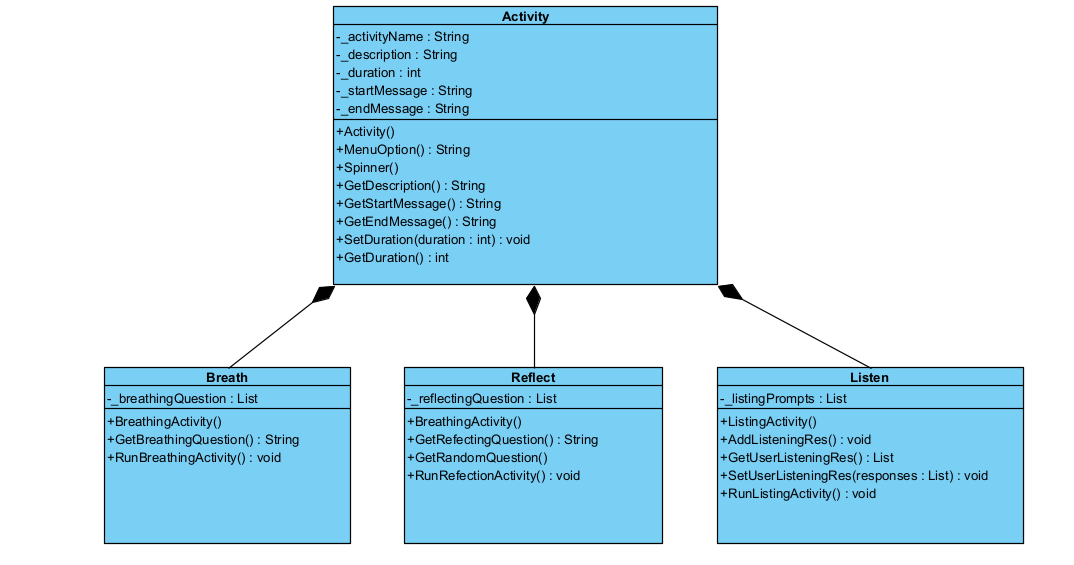 Activity
-_activityName : String
-_description : String
-_duration : int
-_startMessage : String
-_endMessage : String
+Activity()
+MenuOption() : String
+Spinner()
+GetDescription() : String
+GetStartMessage() : String
+GetEndMessage() : String
+SetDuration(duration : int) : void
+GetDuration() : int
Breath
-_breathingQuestion : List
+BreathingActivity()
+GetBreathingQuestion() : String
+RunBreathingActivity() : void
Reflect
-_reflectingQuestion : List
+BreathingActivity()
+GetRefectingQuestion() : String
+GetRandomQuestion()
+RunRefectionActivity() : void
Listen
-_listingPrompts : List
+ListingActivity()
+AddListeningRes() : void
+GetUserListeningRes() : List
+SetUserListeningRes(responses : List) : void
+RunListingActivity() : void